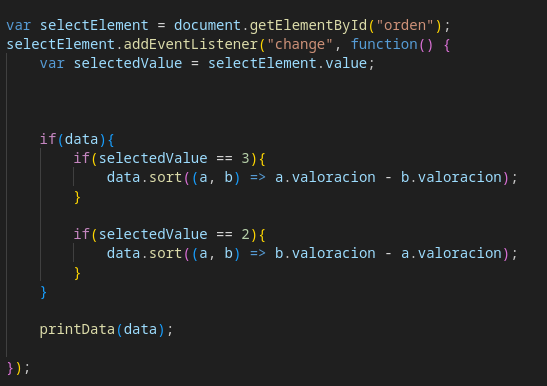 var selectElement = document.getElementById("orden");
selectElement.addEventListener("change", function() {
    var selectedValue = selectElement.value;
    if(data){
        if(selectedValue == 3){
            data.sort((a, b) => a.valoracion - b.valoracion);
        }
        if(selectedValue == 2){
            data.sort((a, b) => b.valoracion - a.valoracion);
        }
    }
    printData(data);
});